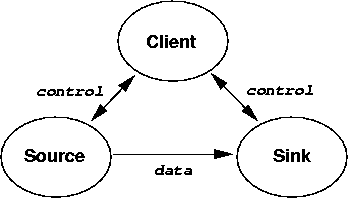 Client
control
control
Source
Sink
data